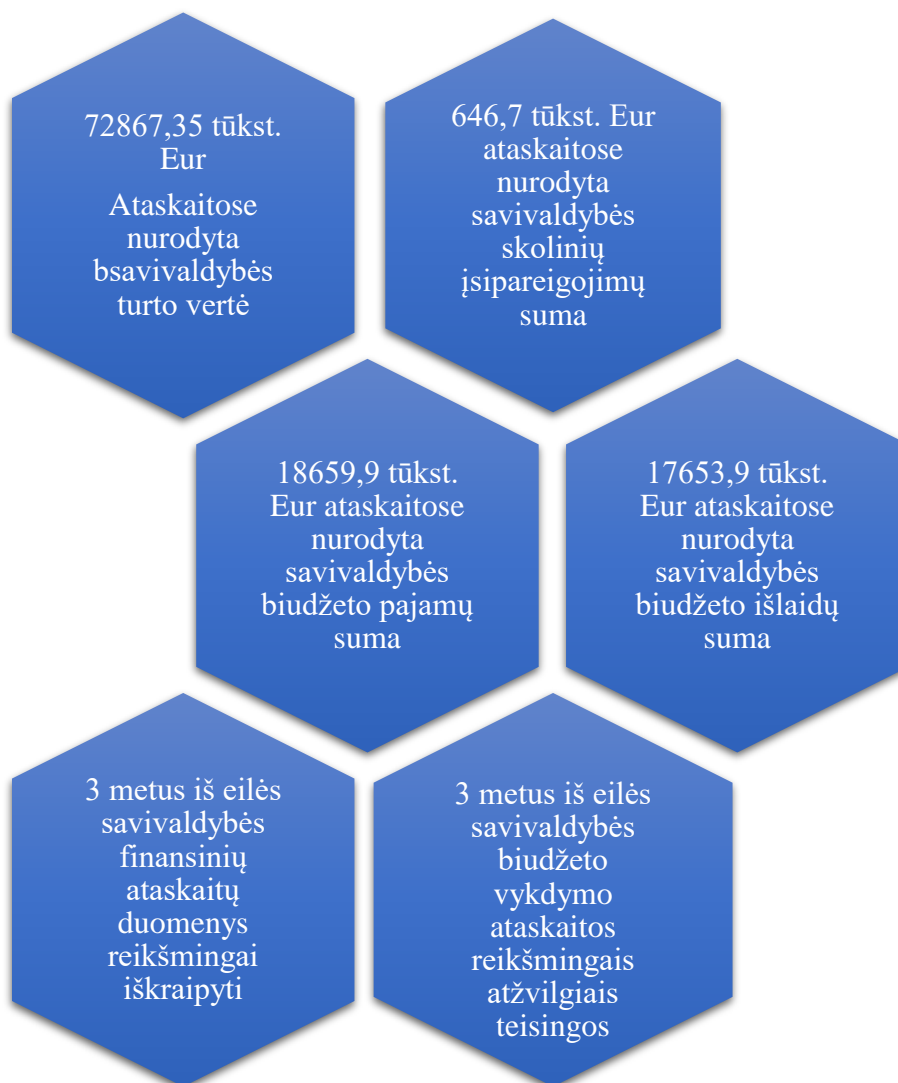 72867,35 tūkst.
Eur
Ataskaitose
nurodyta
bsavivaldybės
turto vertė
646,7 tūkst. Eur
ataskaitose
nurodyta
savivaldybės
skolinių
įsipareigojimų
suma
18659,9 tūkst.
Eur ataskaitose
nurodyta
savivaldybės
biudžeto pajamų
suma
17653,9 tūkst.
Eur ataskaitose
nurodyta
savivaldybės
biudžeto išlaidų
suma
3 metus iš eilės
savivaldybės
finansinių
ataskaitų
duomenys
reikšmingai
iškraipyti
3 metus iš eilės
savivaldybės
biudžeto
vykdymo
ataskaitos
reikšmingais
atžvilgiais
teisingos